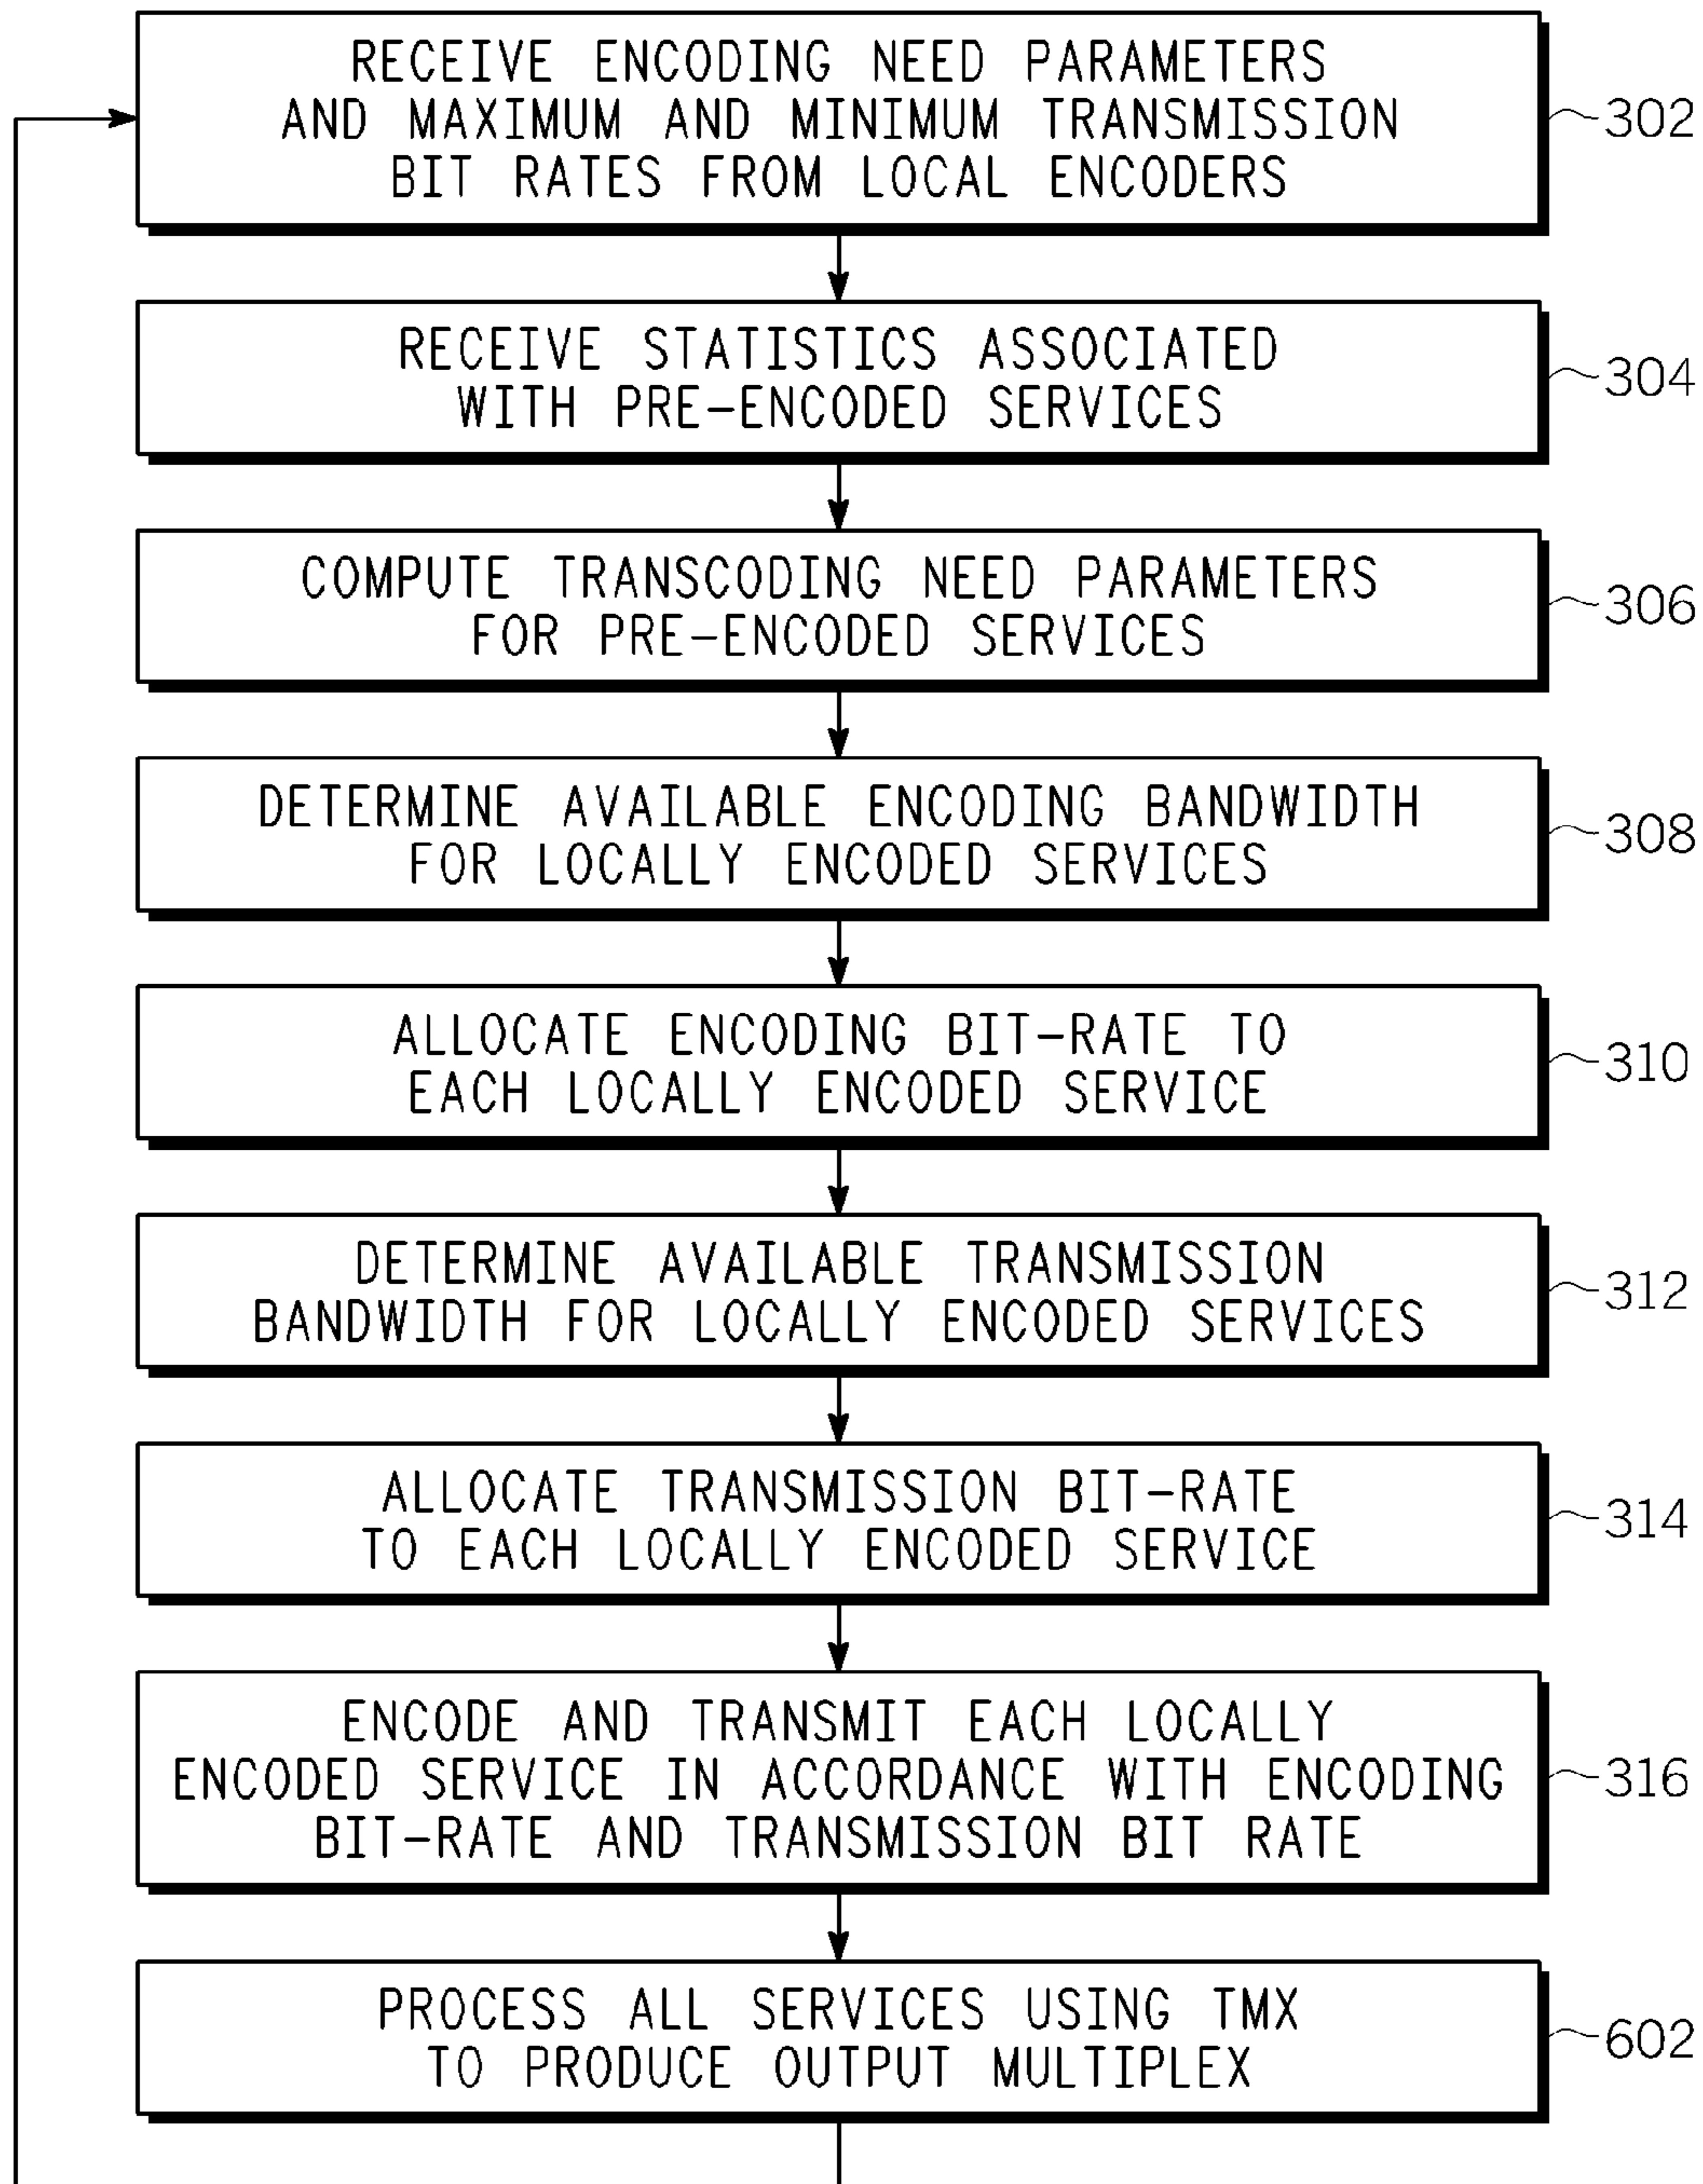 RECEIVE ENCODING NEED PARAMETERS
AND MAXIMUM AND MINIMUM TRANSMISSION
BIT RATES FROM LOCAL ENCODERS
302
RECEIVE STATISTICS ASSOCIATED
WITH PRE-ENCODED SERVICES
304
COMPUTE TRANSCODING NEED PARAMETERS
FOR PRE-ENCODED SERVICES
306
DETERMINE AVAILABLE ENCODING BANDWIDTH
FOR LOCALLY ENCODED SERVICES
308
ALLOCATE ENCODING BIT-RATE TO
EACH LOCALLY ENCODED SERVICE
310
DETERMINE AVAILABLE TRANSMISSION
BANDWIDTH FOR LOCALLY ENCODED SERVICES
312
ALLOCATE TRANSMISSION BIT-RATE
TO EACH LOCALLY ENCODED SERVICE
314
ENCODE AND TRANSMIT EACH LOCALLY
ENCODED SERVICE IN ACCORDANCE WITH ENCODING
BIT-RATE AND TRANSMISSION BIT RATE
316
PROCESS ALL SERVICES USING TMX
TO PRODUCE OUTPUT MULTIPLEX
602